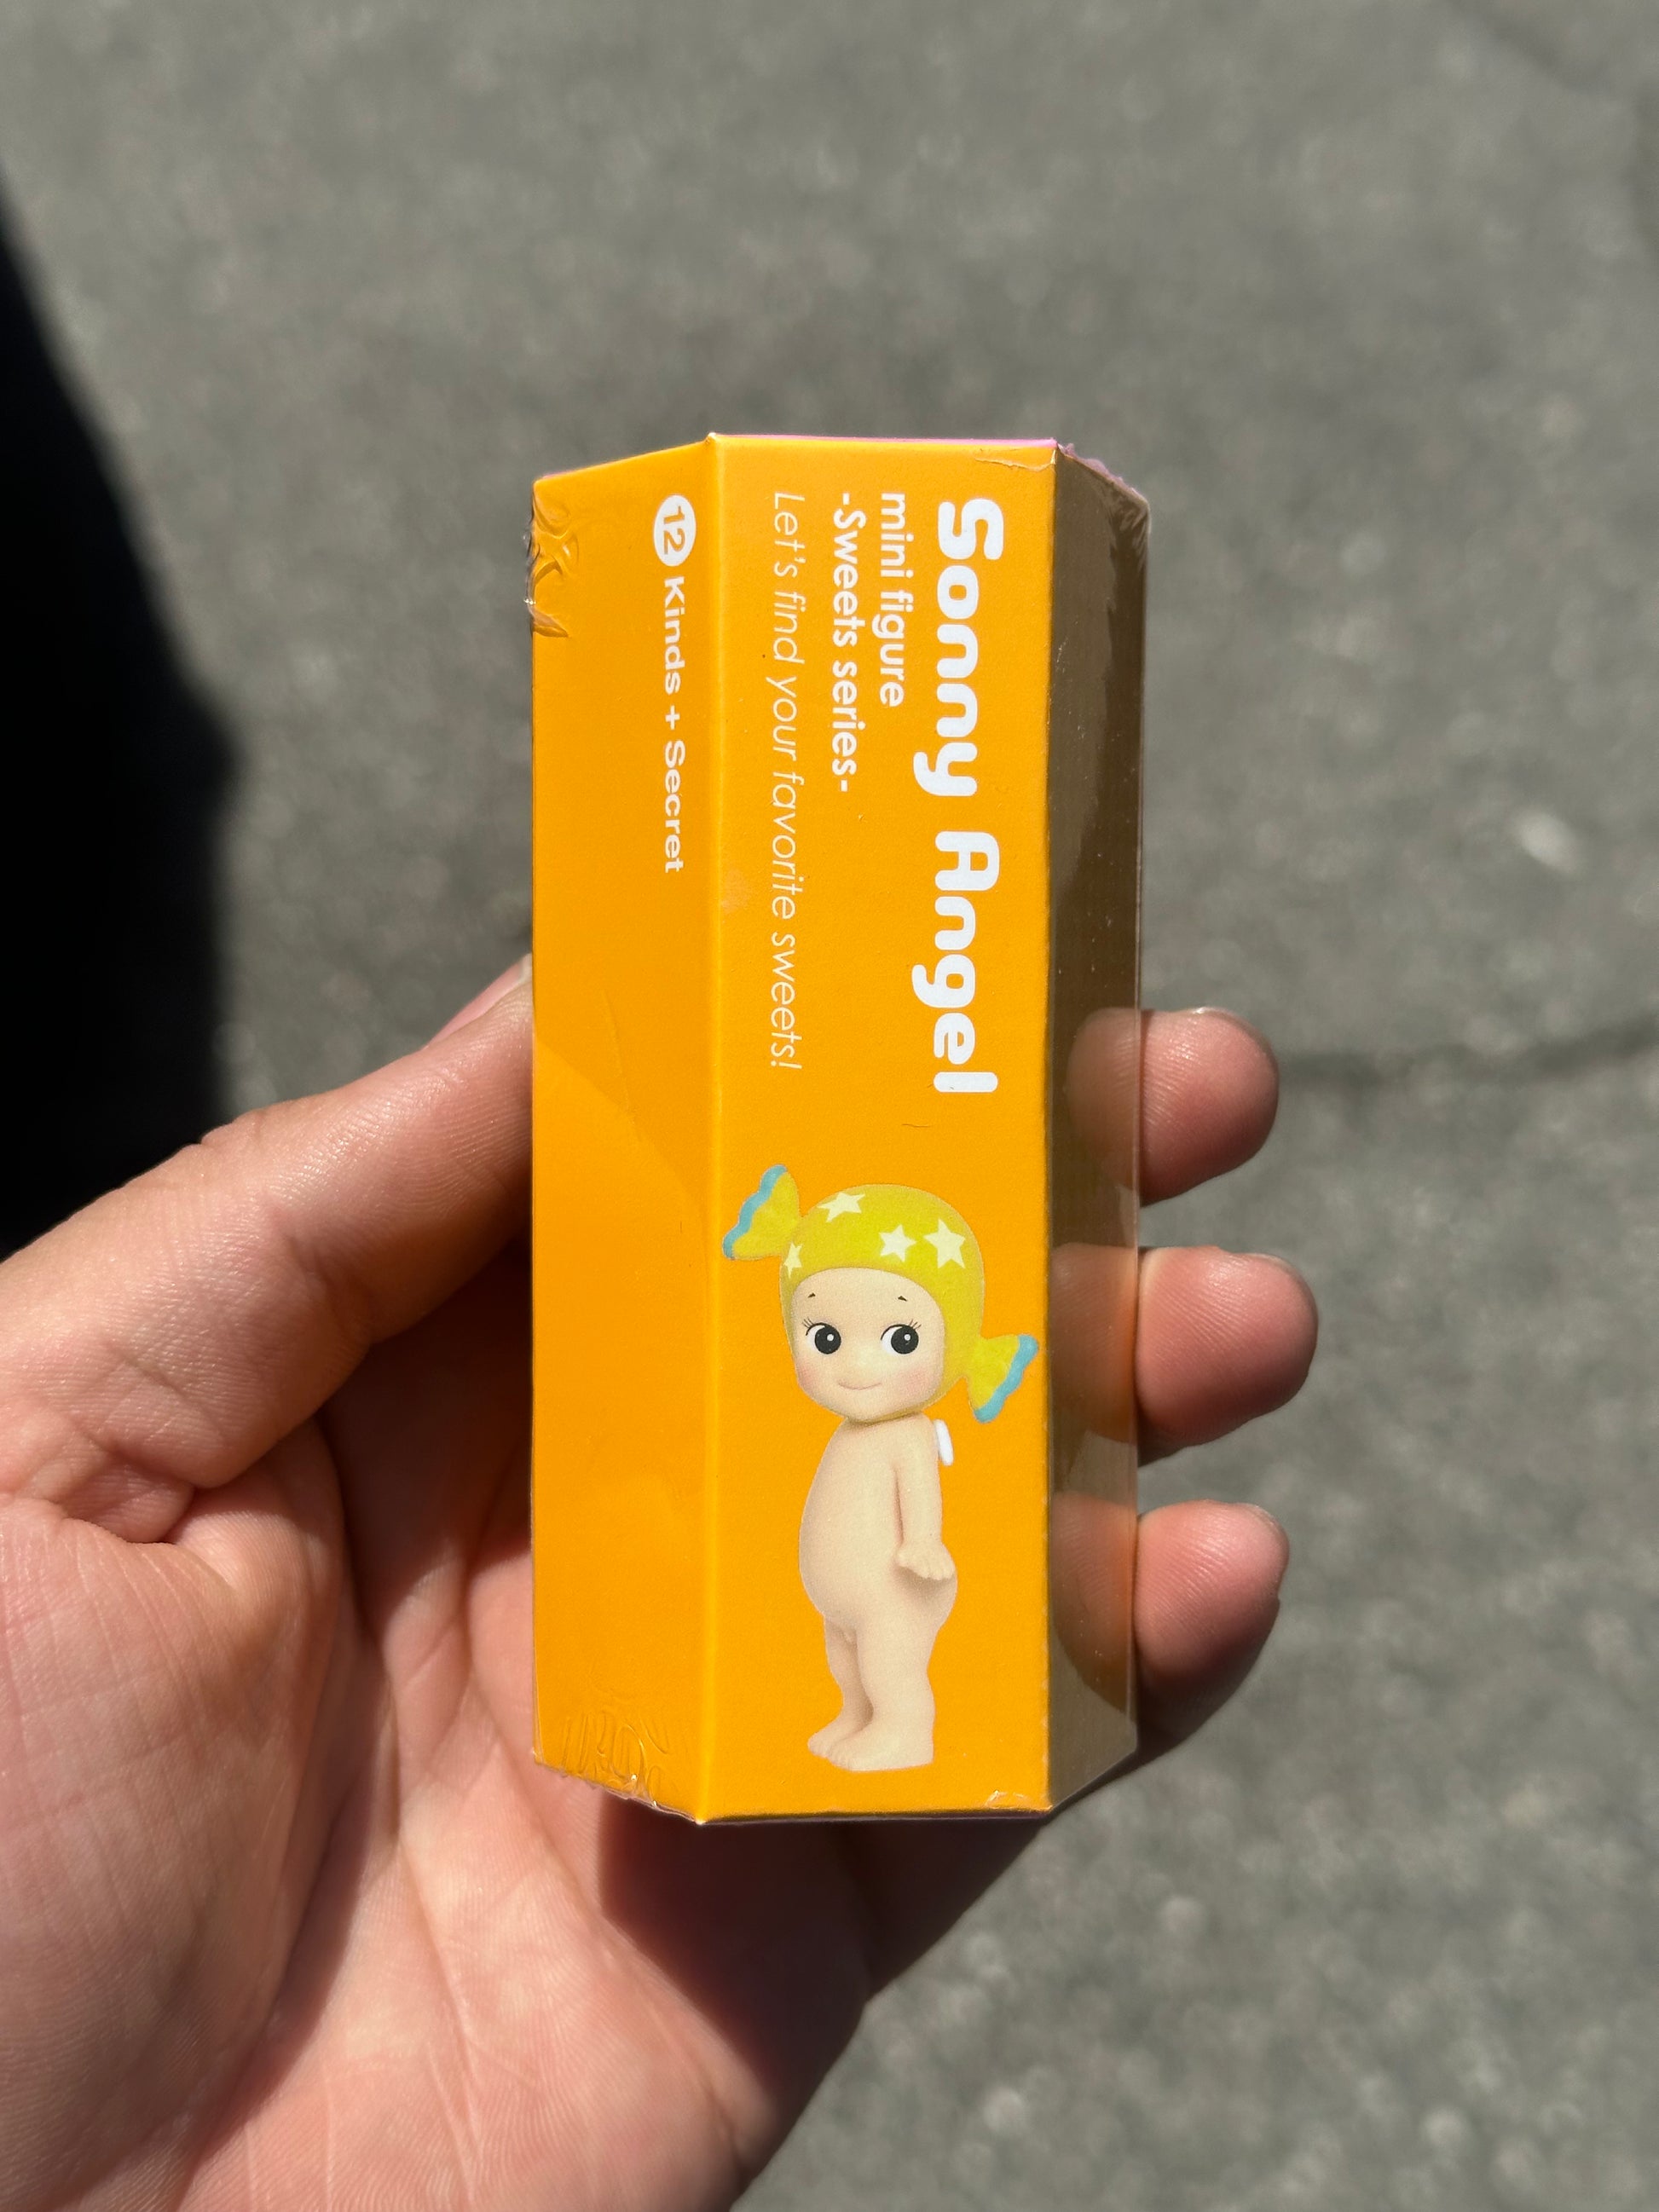 Sonny Angel
mini figure
-Sweets series-
Let's find your favorite sweets!
12 Kinds + Secret